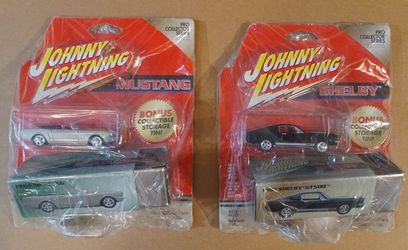 PRO
COLLECTOR
SERIES
JOHNNY
LIGHTNING
MUSTANG
BONUS
COLLECTIBLE
STORAGE
TIN!
PRO
COLLECTOR
SERIES
JOHNNY
LIGHTNING
SHELBY
BONUS
COLLECTIBLE
STORAGE
TIN!
SHELBY GT500